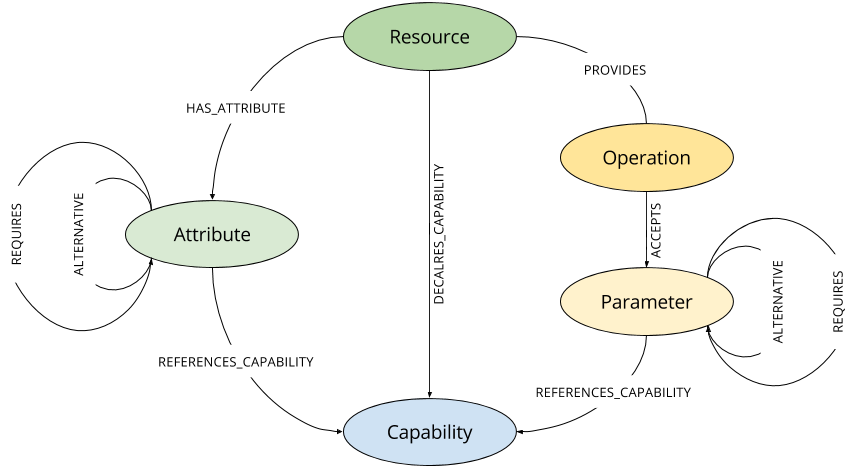 Resource
PROVIDES
HAS_ATTRIBUTE
Operation
DECALRES_CAPABILITY
ACCEPTS
REQUIRES
ALTERNATIVE
Attribute
Parameter
ALTERNATIVE
REQUIRES
REFERENCES_CAPABILITY
REFERENCES_CAPABILITY
Capability